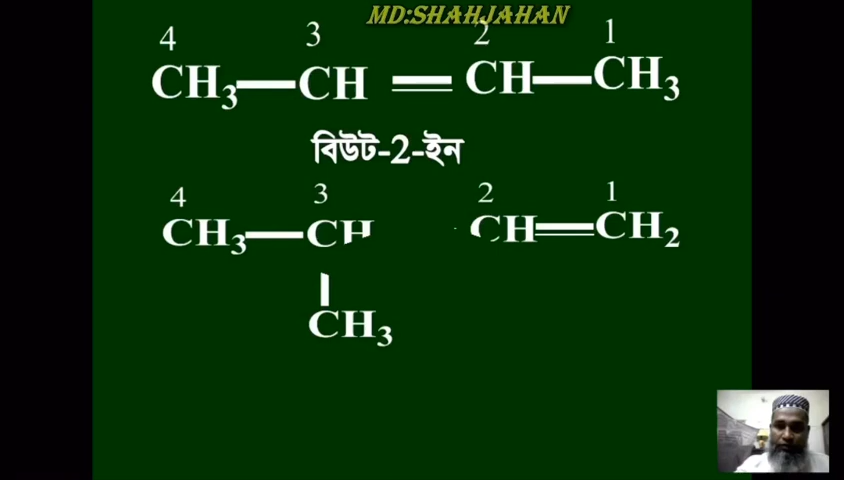 MD:SHAHJAHAN
4 3 2 1
CH₃—CH═CH—CH₃
বিউট-2-ইন
4 3 2 1
CH₃—CH CH═CH₂
CH₃